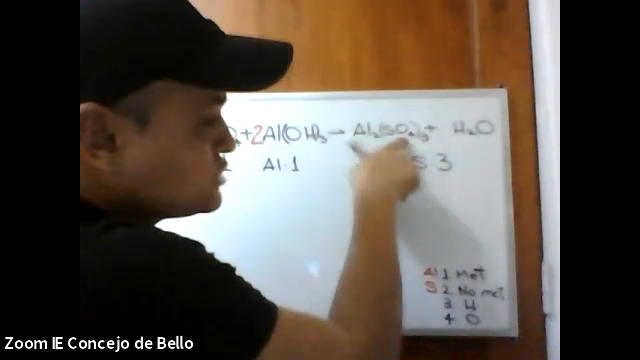 +2Al(OH)₃→ Al₂(SO₄)₃+ H₂O
Al:1 S 3
Al 1 Met
S 2 No met
3 H
4 O
Zoom IE Concejo de Bello